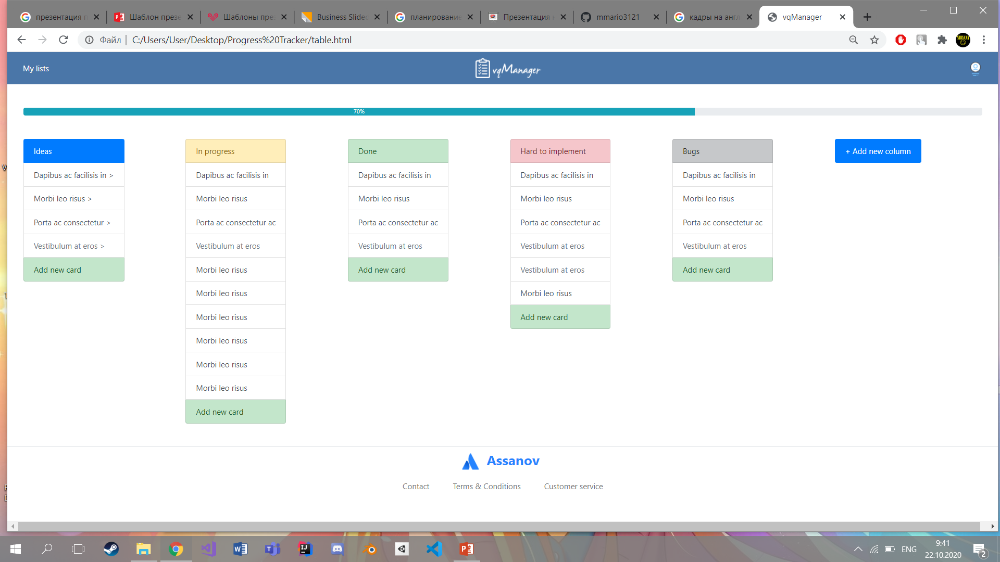 презентация п
Шаблон презе
Шаблоны пре
Business Slide
планирование
Презентация
mmario3121
кадры на англ
vqManager
Файл
C:/Users/User/Desktop/Progress%20Tracker/table.html
My lists
vqManager
70%
Ideas
Dapibus ac facilisis in >
Morbi leo risus >
Porta ac consectetur >
Vestibulum at eros >
Add new card
In progress
Dapibus ac facilisis in
Morbi leo risus
Porta ac consectetur ac
Vestibulum at eros
Morbi leo risus
Morbi leo risus
Morbi leo risus
Morbi leo risus
Morbi leo risus
Morbi leo risus
Add new card
Done
Dapibus ac facilisis in
Morbi leo risus
Porta ac consectetur ac
Vestibulum at eros
Add new card
Hard to implement
Dapibus ac facilisis in
Morbi leo risus
Porta ac consectetur ac
Vestibulum at eros
Vestibulum at eros
Morbi leo risus
Add new card
Bugs
Dapibus ac facilisis in
Morbi leo risus
Porta ac consectetur ac
Vestibulum at eros
Add new card
+ Add new column
Assanov
Contact
Terms & Conditions
Customer service
ENG
9:41
22.10.2020
2